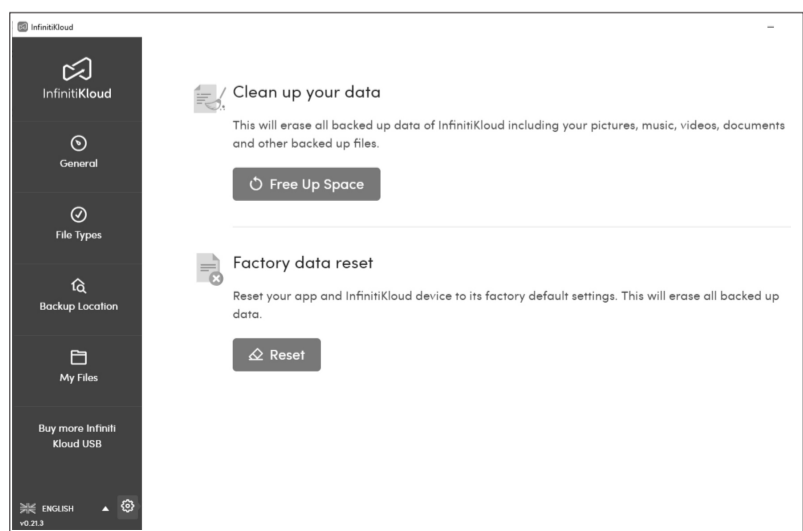 InfinitiKloud
InfinitiKloud
General
File Types
Backup Location
My Files
Buy more Infiniti
Kloud USB
ENGLISH
v0.21.3
Clean up your data
This will erase all backed up data of InfinitiKloud including your pictures, music, videos, documents
and other backed up files.
Free Up Space
Factory data reset
Reset your app and InfinitiKloud device to its factory default settings. This will erase all backed up
data.
Reset